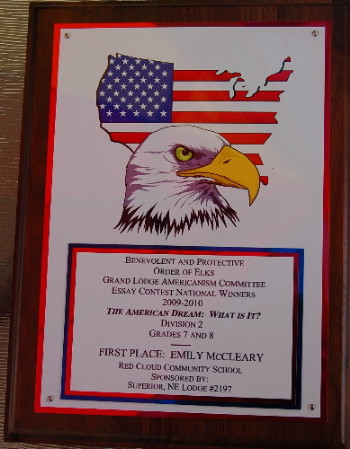 BENEVOLENT AND PROTECTIVE
ORDER OF ELKS
GRAND LODGE AMERICANISM COMMITTEE
ESSAY CONTEST NATIONAL WINNERS
2009-2010
THE AMERICAN DREAM: WHAT IS IT?
DIVISION 2
GRADES 7 AND 8
FIRST PLACE: EMILY MCCLEARY
RED CLOUD COMMUNITY SCHOOL
SPONSORED BY:
SUPERIOR, NE LODGE #2197